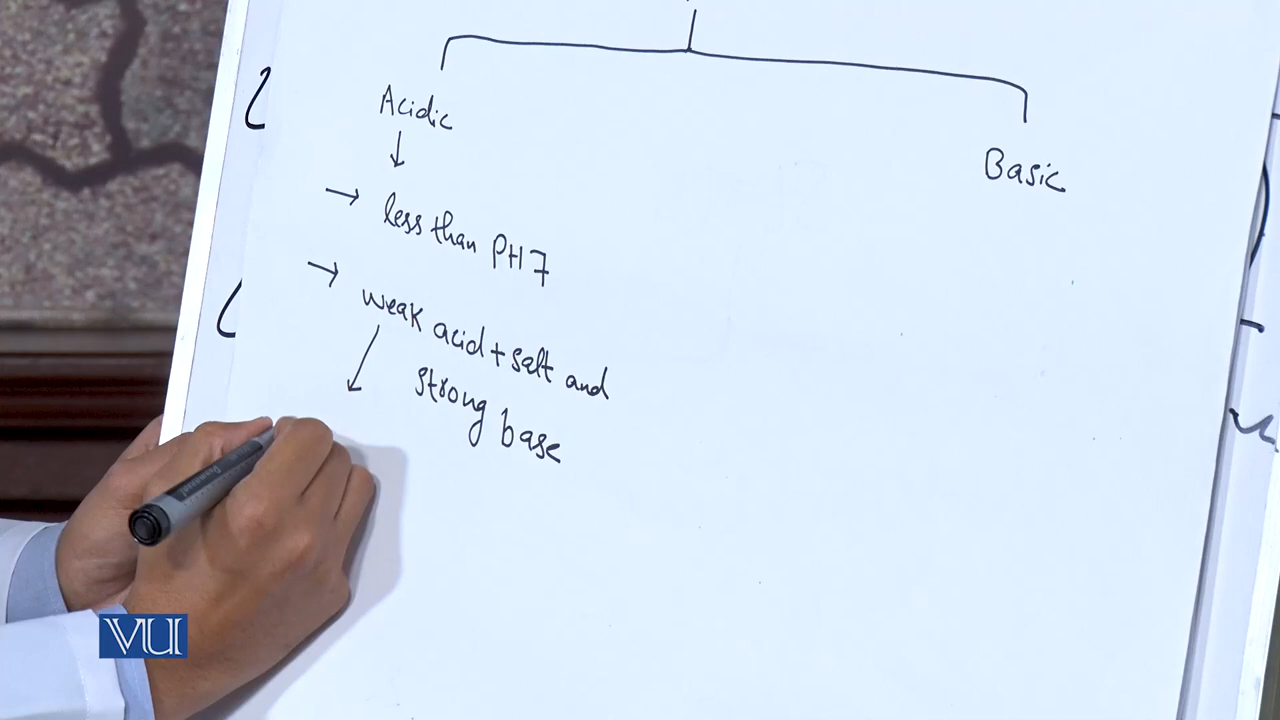 Acidic
Basic
→ less than PH 7
→ weak acid + salt and
strong base
VU